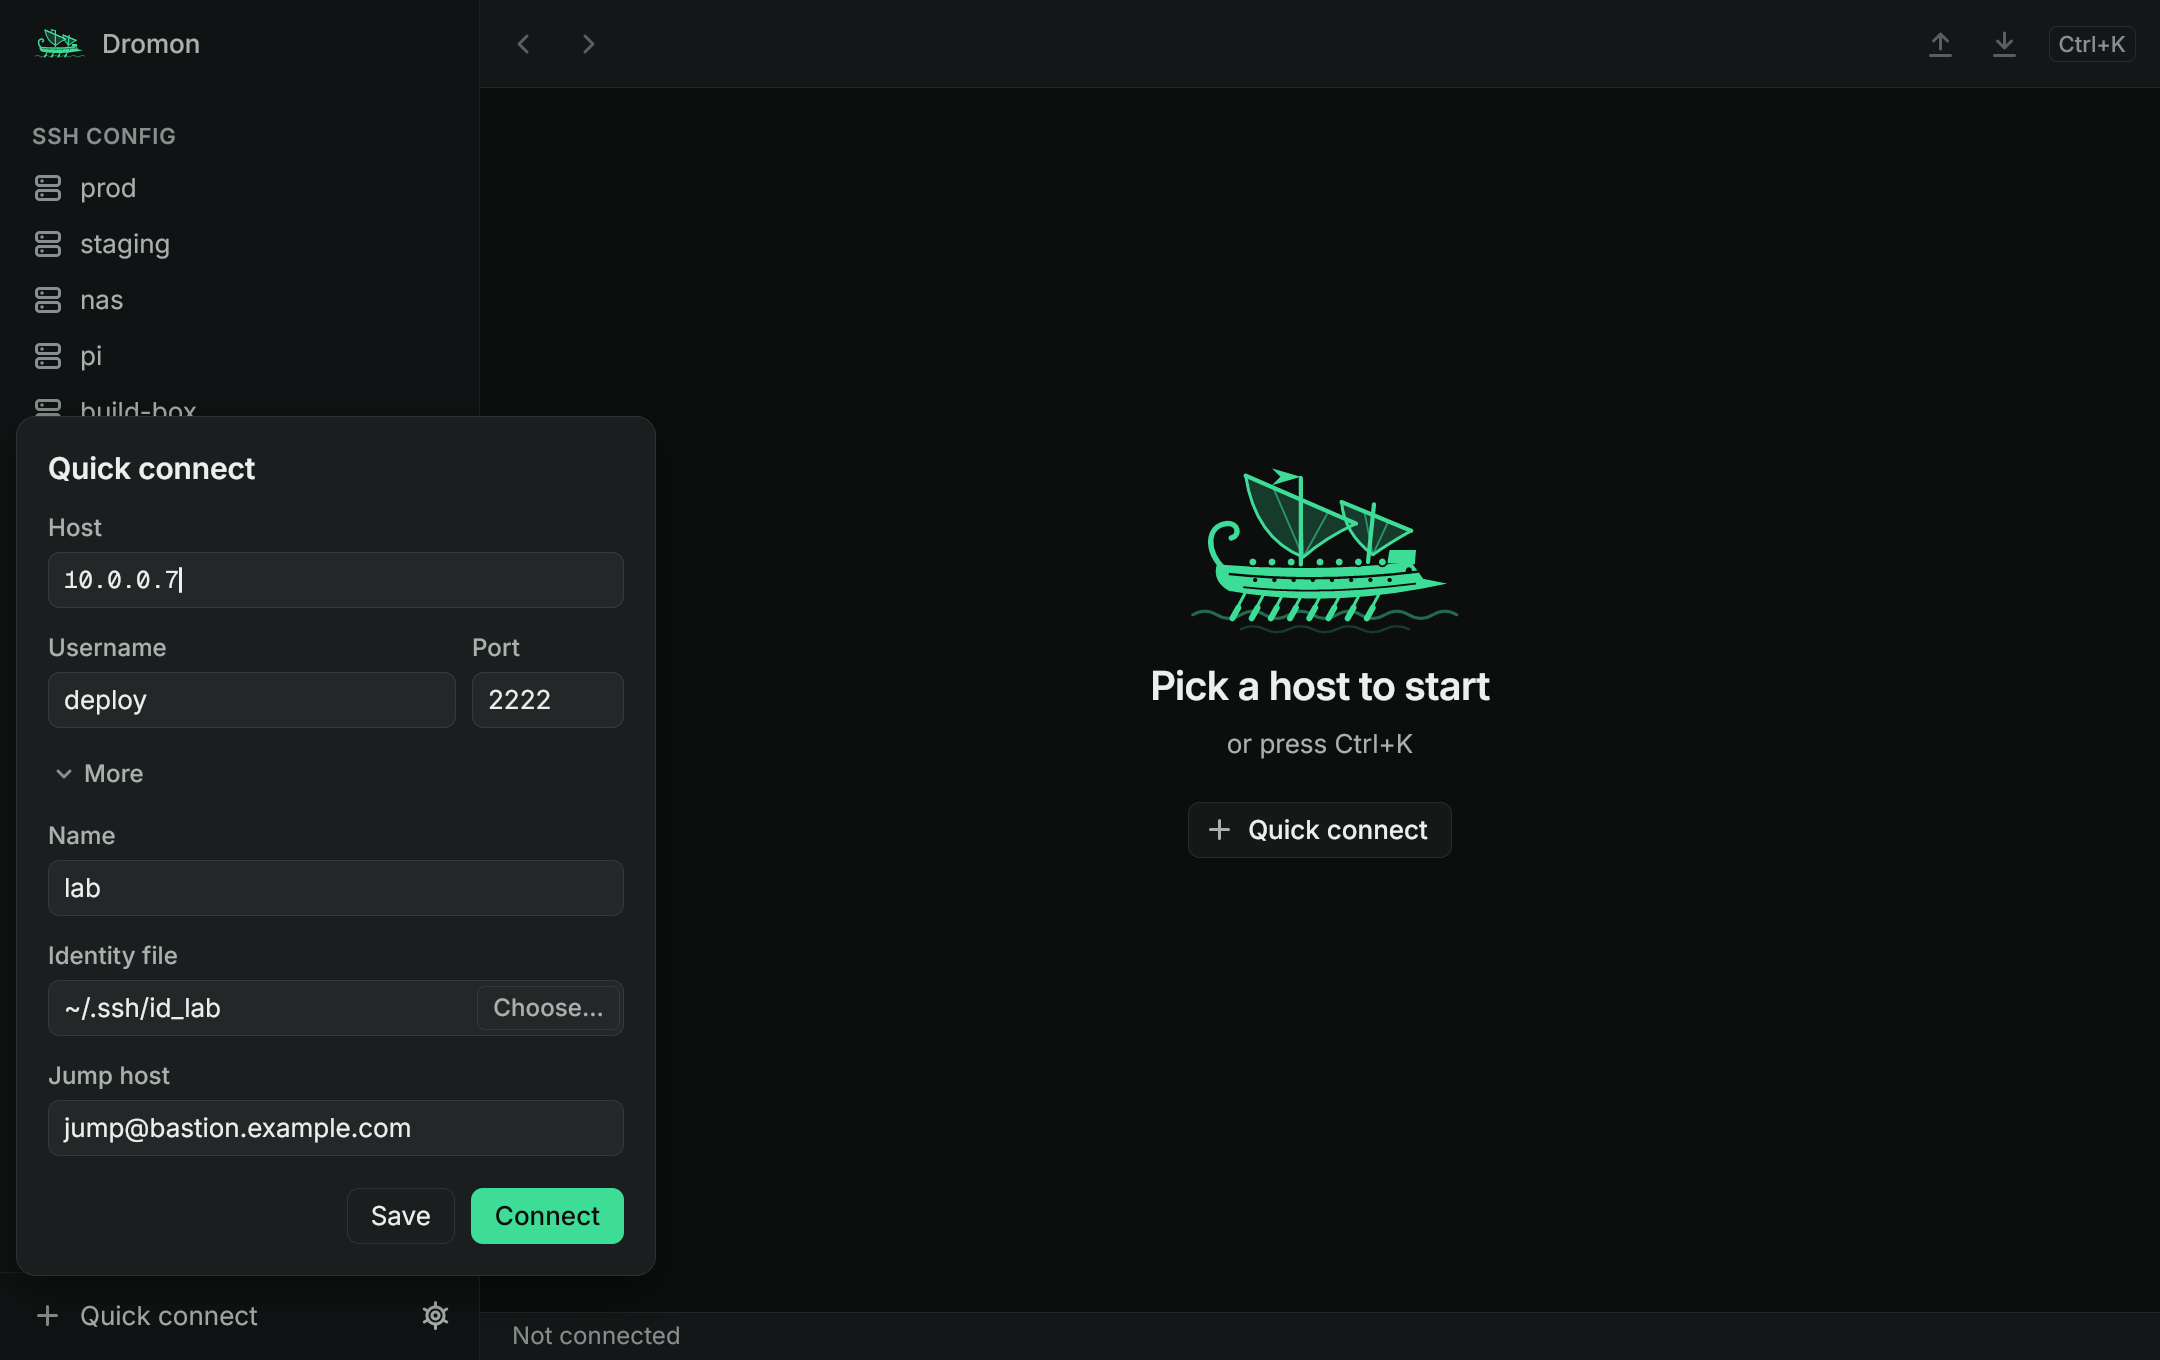 Dromon
Ctrl+K
SSH CONFIG
prod
staging
nas
pi
build-box
Quick connect
Host
10.0.0.7
Username
Port
deploy
2222
More
Name
lab
Identity file
~/.ssh/id_lab
Choose...
Jump host
jump@bastion.example.com
Save
Connect
Quick connect
Pick a host to start
or press Ctrl+K
Quick connect
Not connected